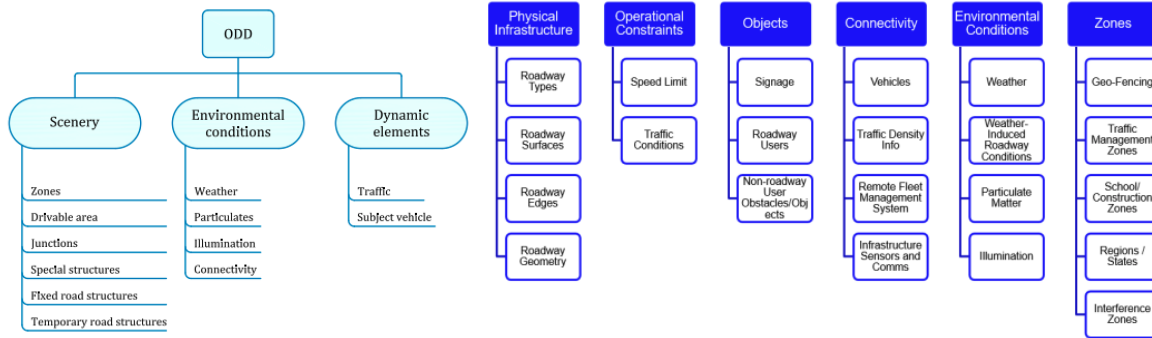 ODD
Scenery
Environmental
conditions
Dynamic
elements
Zones
Drivable area
Junctions
Special structures
Fixed road structures
Temporary road structures
Weather
Particulates
Illumination
Connectivity
Traffic
Subject vehicle
Physical
Infrastructure
Roadway
Types
Roadway
Surfaces
Roadway
Edges
Roadway
Geometry
Operational
Constraints
Speed Limit
Traffic
Conditions
Objects
Signage
Roadway
Users
Non-roadway
User
Obstacles/Obj
ects
Connectivity
Vehicles
Traffic Density
Info
Remote Fleet
Management
System
Infrastructure
Sensors and
Comms
Environmental
Conditions
Weather
Weather-
Induced
Roadway
Conditions
Particulate
Matter
Illumination
Zones
Geo-Fencing
Traffic
Management
Zones
School/
Construction
Zones
Regions /
States
Interference
Zones